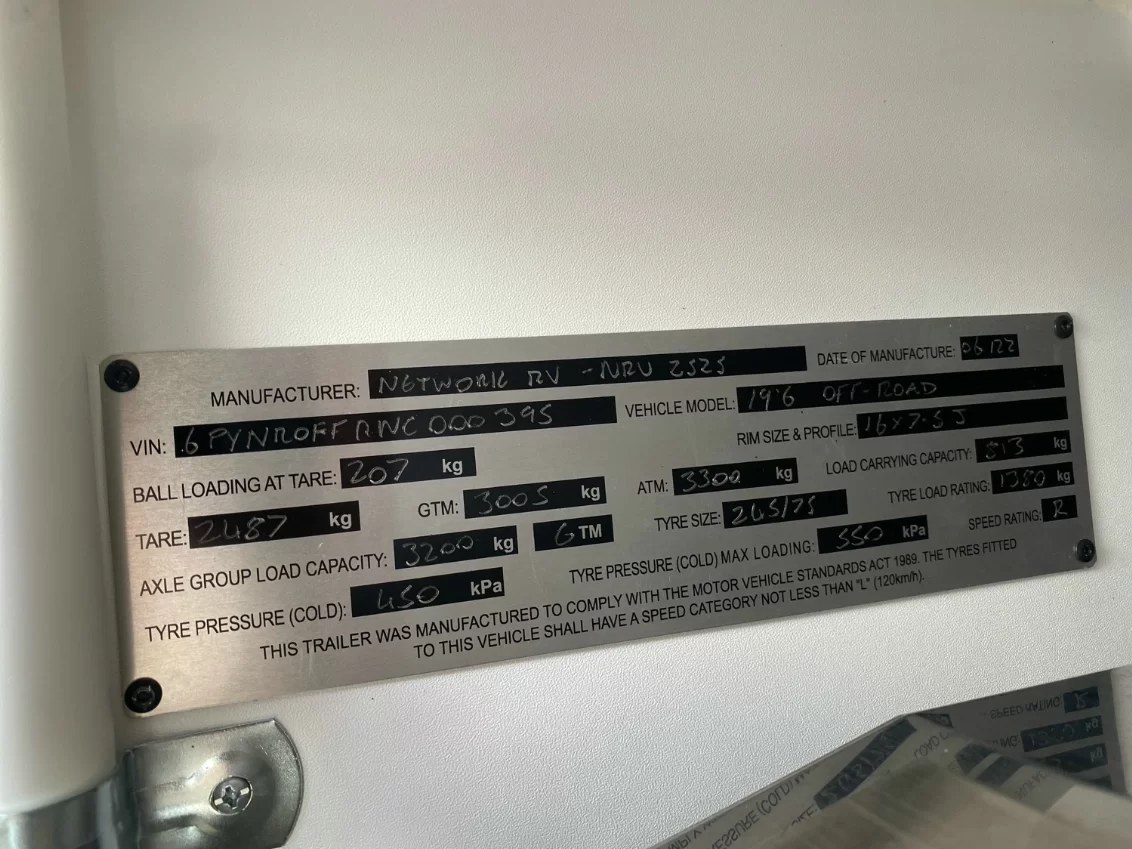 MANUFACTURER: NETWORK RV - NRV 2525 DATE OF MANUFACTURE: 06/22
VIN: 6PYNROFFRNC000395 VEHICLE MODEL: 19'6 OFF-ROAD
RIM SIZE & PROFILE: 16x7.5J
BALL LOADING AT TARE: 207 kg ATM: 3300 kg LOAD CARRYING CAPACITY: 813 kg
TARE: 2487 kg GTM: 3005 kg TYRE SIZE: 265/75 TYRE LOAD RATING: 1380 kg
AXLE GROUP LOAD CAPACITY: 3200 kg GTM TYRE PRESSURE (COLD) MAX LOADING: 550 kPa SPEED RATING: R
TYRE PRESSURE (COLD): 450 kPa
THIS TRAILER WAS MANUFACTURED TO COMPLY WITH THE MOTOR VEHICLE STANDARDS ACT 1989. THE TYRES FITTED
TO THIS VEHICLE SHALL HAVE A SPEED CATEGORY NOT LESS THAN "L" (120km/h).